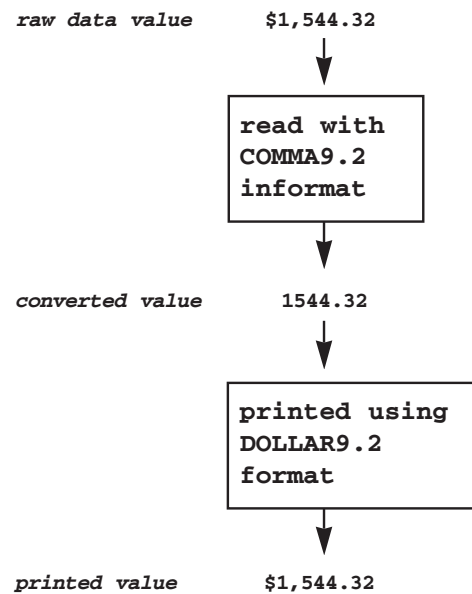 raw data value $1,544.32
read with
COMMA9.2
informat
converted value 1544.32
printed using
DOLLAR9.2
format
printed value $1,544.32